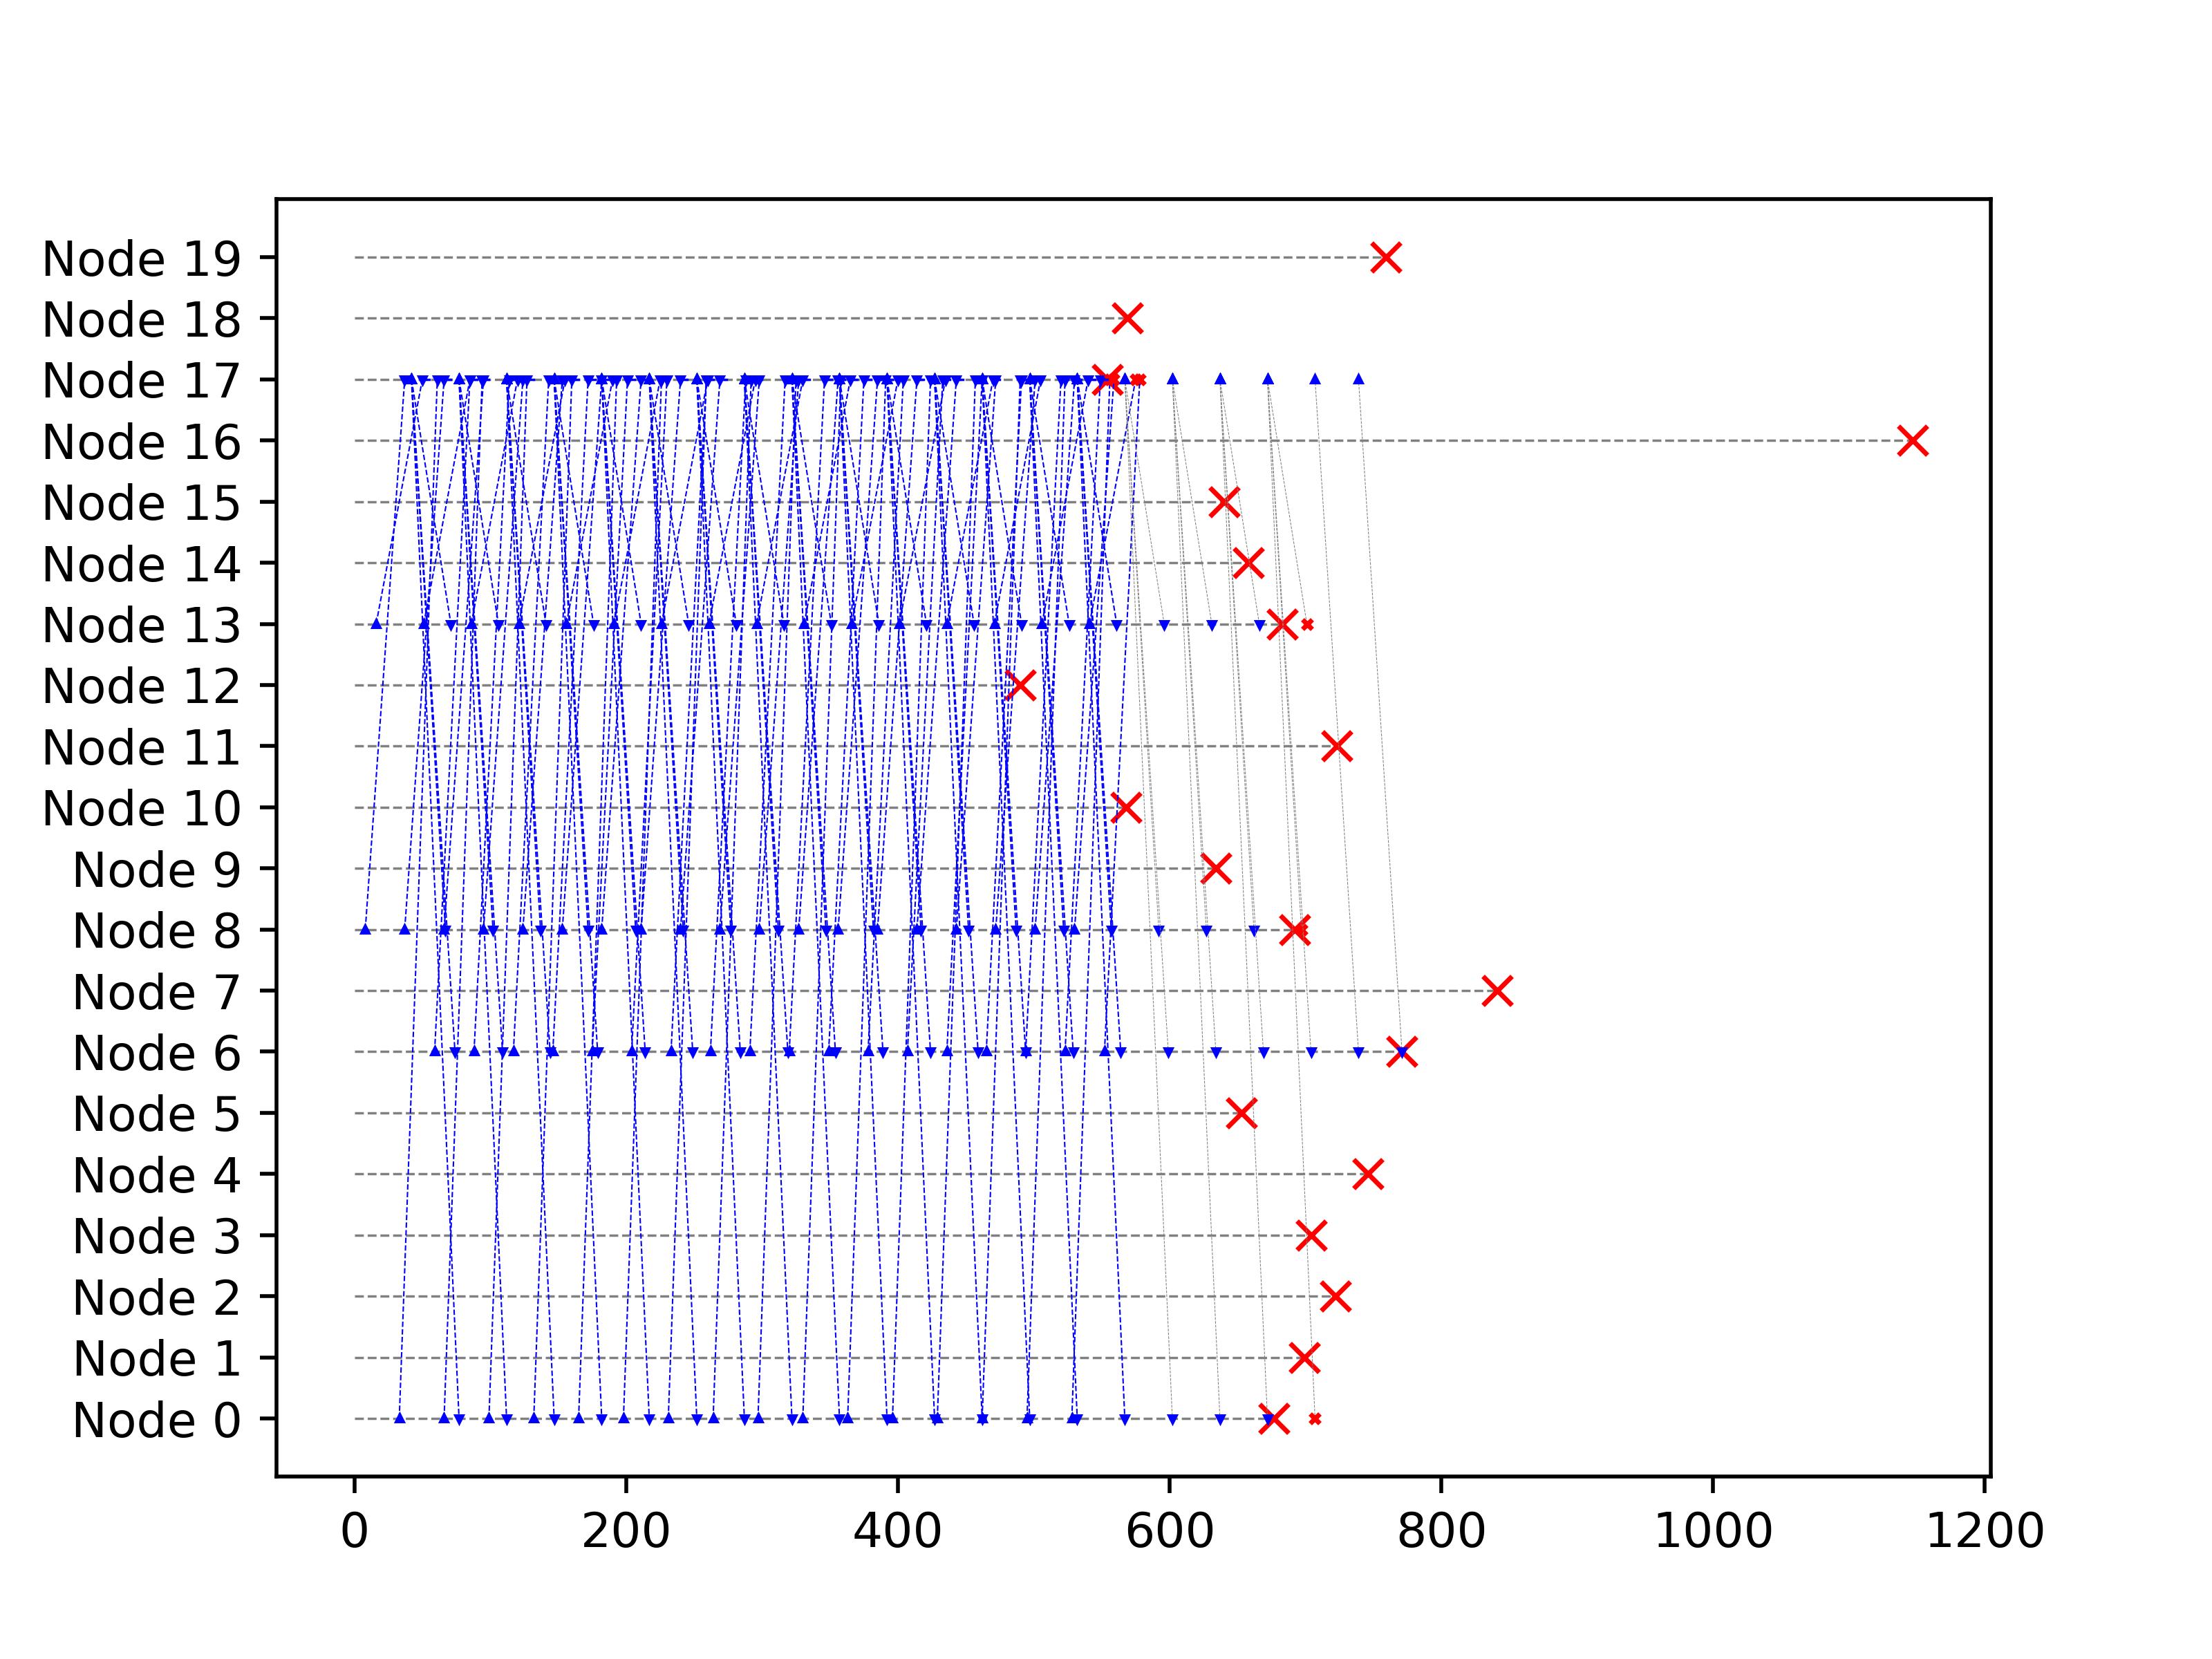 Node 19
Node 18
Node 17
Node 16
Node 15
Node 14
Node 13
Node 12
Node 11
Node 10
Node 9
Node 8
Node 7
Node 6
Node 5
Node 4
Node 3
Node 2
Node 1
Node 0
0 200 400 600 800 1000 1200